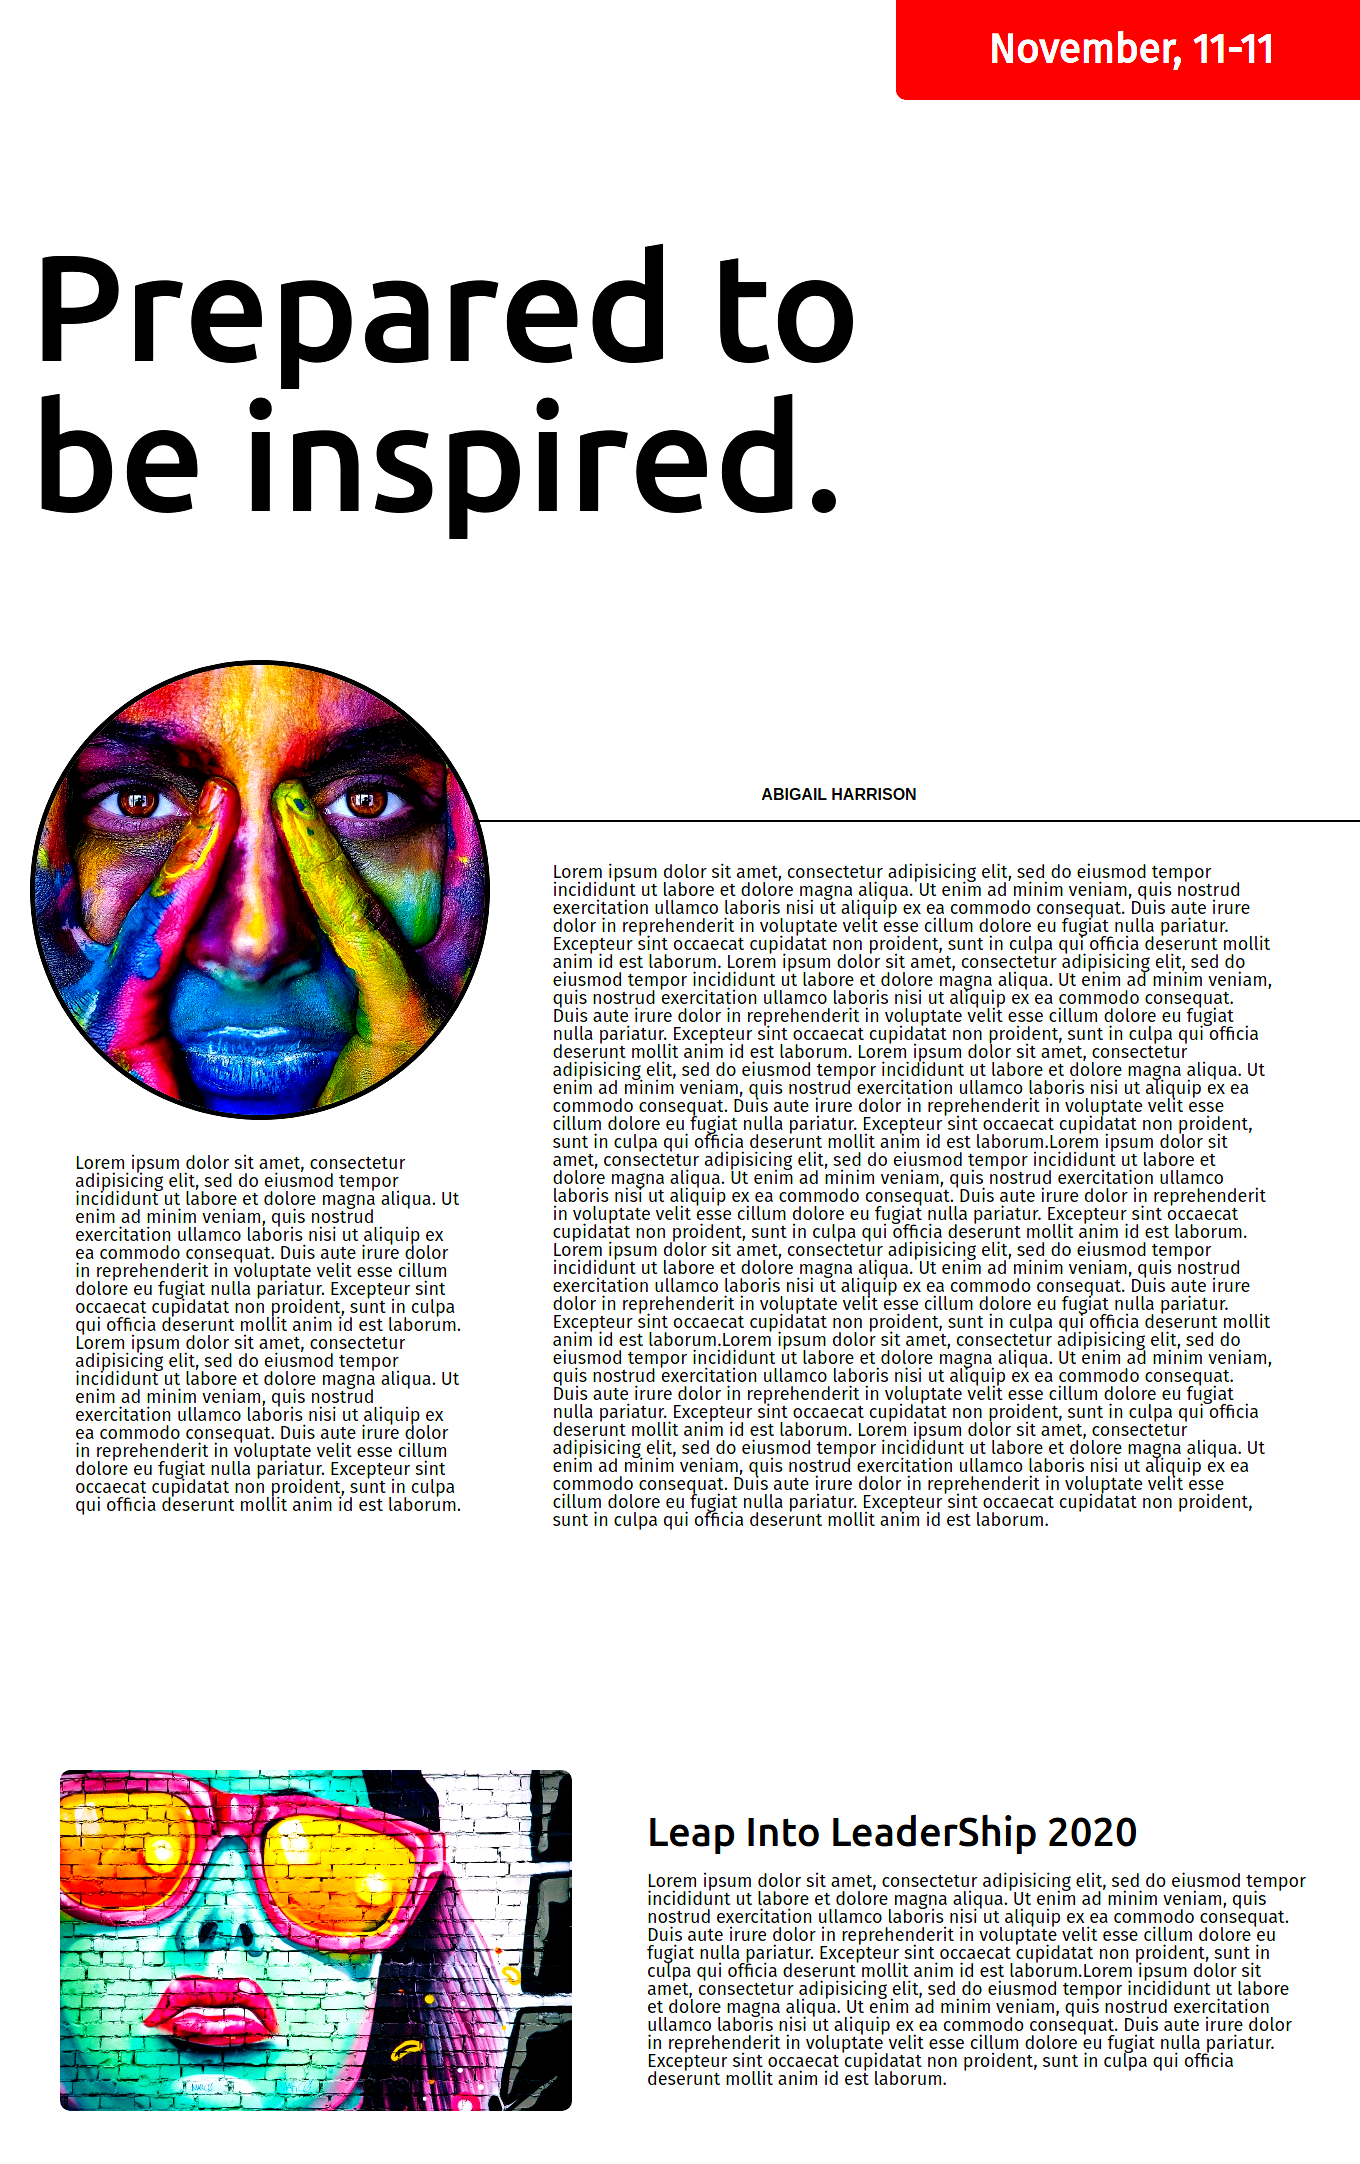 November, 11-11
Prepared to
be inspired.
ABIGAIL HARRISON
Lorem ipsum dolor sit amet, consectetur adipisicing elit, sed do eiusmod tempor
incididunt ut labore et dolore magna aliqua. Ut enim ad minim veniam, quis nostrud
exercitation ullamco laboris nisi ut aliquip ex ea commodo consequat. Duis aute irure
dolor in reprehenderit in voluptate velit esse cillum dolore eu fugiat nulla pariatur.
Excepteur sint occaecat cupidatat non proident, sunt in culpa qui officia deserunt mollit
anim id est laborum. Lorem ipsum dolor sit amet, consectetur adipisicing elit, sed do
eiusmod tempor incididunt ut labore et dolore magna aliqua. Ut enim ad minim veniam,
quis nostrud exercitation ullamco laboris nisi ut aliquip ex ea commodo consequat.
Duis aute irure dolor in reprehenderit in voluptate velit esse cillum dolore eu fugiat
nulla pariatur. Excepteur sint occaecat cupidatat non proident, sunt in culpa qui officia
deserunt mollit anim id est laborum. Lorem ipsum dolor sit amet, consectetur
adipisicing elit, sed do eiusmod tempor incididunt ut labore et dolore magna aliqua. Ut
enim ad minim veniam, quis nostrud exercitation ullamco laboris nisi ut aliquip ex ea
commodo consequat. Duis aute irure dolor in reprehenderit in voluptate velit esse
cillum dolore eu fugiat nulla pariatur. Excepteur sint occaecat cupidatat non proident,
sunt in culpa qui officia deserunt mollit anim id est laborum.Lorem ipsum dolor sit
amet, consectetur adipisicing elit, sed do eiusmod tempor incididunt ut labore et
dolore magna aliqua. Ut enim ad minim veniam, quis nostrud exercitation ullamco
laboris nisi ut aliquip ex ea commodo consequat. Duis aute irure dolor in reprehenderit
in voluptate velit esse cillum dolore eu fugiat nulla pariatur. Excepteur sint occaecat
cupidatat non proident, sunt in culpa qui officia deserunt mollit anim id est laborum.
Lorem ipsum dolor sit amet, consectetur adipisicing elit, sed do eiusmod tempor
incididunt ut labore et dolore magna aliqua. Ut enim ad minim veniam, quis nostrud
exercitation ullamco laboris nisi ut aliquip ex ea commodo consequat. Duis aute irure
dolor in reprehenderit in voluptate velit esse cillum dolore eu fugiat nulla pariatur.
Excepteur sint occaecat cupidatat non proident, sunt in culpa qui officia deserunt mollit
anim id est laborum.Lorem ipsum dolor sit amet, consectetur adipisicing elit, sed do
eiusmod tempor incididunt ut labore et dolore magna aliqua. Ut enim ad minim veniam,
quis nostrud exercitation ullamco laboris nisi ut aliquip ex ea commodo consequat.
Duis aute irure dolor in reprehenderit in voluptate velit esse cillum dolore eu fugiat
nulla pariatur. Excepteur sint occaecat cupidatat non proident, sunt in culpa qui officia
deserunt mollit anim id est laborum. Lorem ipsum dolor sit amet, consectetur
adipisicing elit, sed do eiusmod tempor incididunt ut labore et dolore magna aliqua. Ut
enim ad minim veniam, quis nostrud exercitation ullamco laboris nisi ut aliquip ex ea
commodo consequat. Duis aute irure dolor in reprehenderit in voluptate velit esse
cillum dolore eu fugiat nulla pariatur. Excepteur sint occaecat cupidatat non proident,
sunt in culpa qui officia deserunt mollit anim id est laborum.
Lorem ipsum dolor sit amet, consectetur
adipisicing elit, sed do eiusmod tempor
incididunt ut labore et dolore magna aliqua. Ut
enim ad minim veniam, quis nostrud
exercitation ullamco laboris nisi ut aliquip ex
ea commodo consequat. Duis aute irure dolor
in reprehenderit in voluptate velit esse cillum
dolore eu fugiat nulla pariatur. Excepteur sint
occaecat cupidatat non proident, sunt in culpa
qui officia deserunt mollit anim id est laborum.
Lorem ipsum dolor sit amet, consectetur
adipisicing elit, sed do eiusmod tempor
incididunt ut labore et dolore magna aliqua. Ut
enim ad minim veniam, quis nostrud
exercitation ullamco laboris nisi ut aliquip ex
ea commodo consequat. Duis aute irure dolor
in reprehenderit in voluptate velit esse cillum
dolore eu fugiat nulla pariatur. Excepteur sint
occaecat cupidatat non proident, sunt in culpa
qui officia deserunt mollit anim id est laborum.
Leap Into LeaderShip 2020
Lorem ipsum dolor sit amet, consectetur adipisicing elit, sed do eiusmod tempor
incididunt ut labore et dolore magna aliqua. Ut enim ad minim veniam, quis
nostrud exercitation ullamco laboris nisi ut aliquip ex ea commodo consequat.
Duis aute irure dolor in reprehenderit in voluptate velit esse cillum dolore eu
fugiat nulla pariatur. Excepteur sint occaecat cupidatat non proident, sunt in
culpa qui officia deserunt mollit anim id est laborum.Lorem ipsum dolor sit
amet, consectetur adipisicing elit, sed do eiusmod tempor incididunt ut labore
et dolore magna aliqua. Ut enim ad minim veniam, quis nostrud exercitation
ullamco laboris nisi ut aliquip ex ea commodo consequat. Duis aute irure dolor
in reprehenderit in voluptate velit esse cillum dolore eu fugiat nulla pariatur.
Excepteur sint occaecat cupidatat non proident, sunt in culpa qui officia
deserunt mollit anim id est laborum.